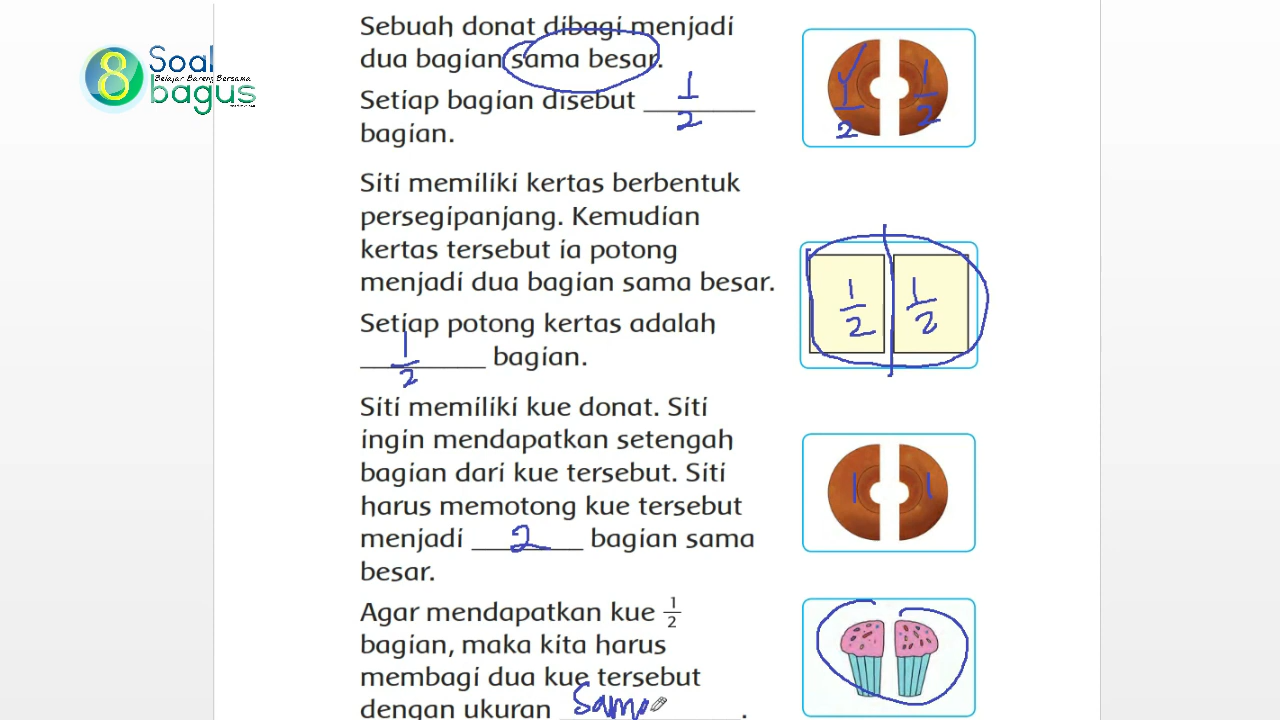 8
Soal
Belajar Bareng Bersama
bagus
Sebuah donat dibagi menjadi
dua bagian sama besar.
Setiap bagian disebut 1/2
bagian.
1/2 1/2
Siti memiliki kertas berbentuk
persegipanjang. Kemudian
kertas tersebut ia potong
menjadi dua bagian sama besar.
Setiap potong kertas adalah
1/2 bagian.
1/2 1/2
Siti memiliki kue donat. Siti
ingin mendapatkan setengah
bagian dari kue tersebut. Siti
harus memotong kue tersebut
menjadi 2 bagian sama
besar.
1 1
Agar mendapatkan kue 1/2
bagian, maka kita harus
membagi dua kue tersebut
dengan ukuran sam .